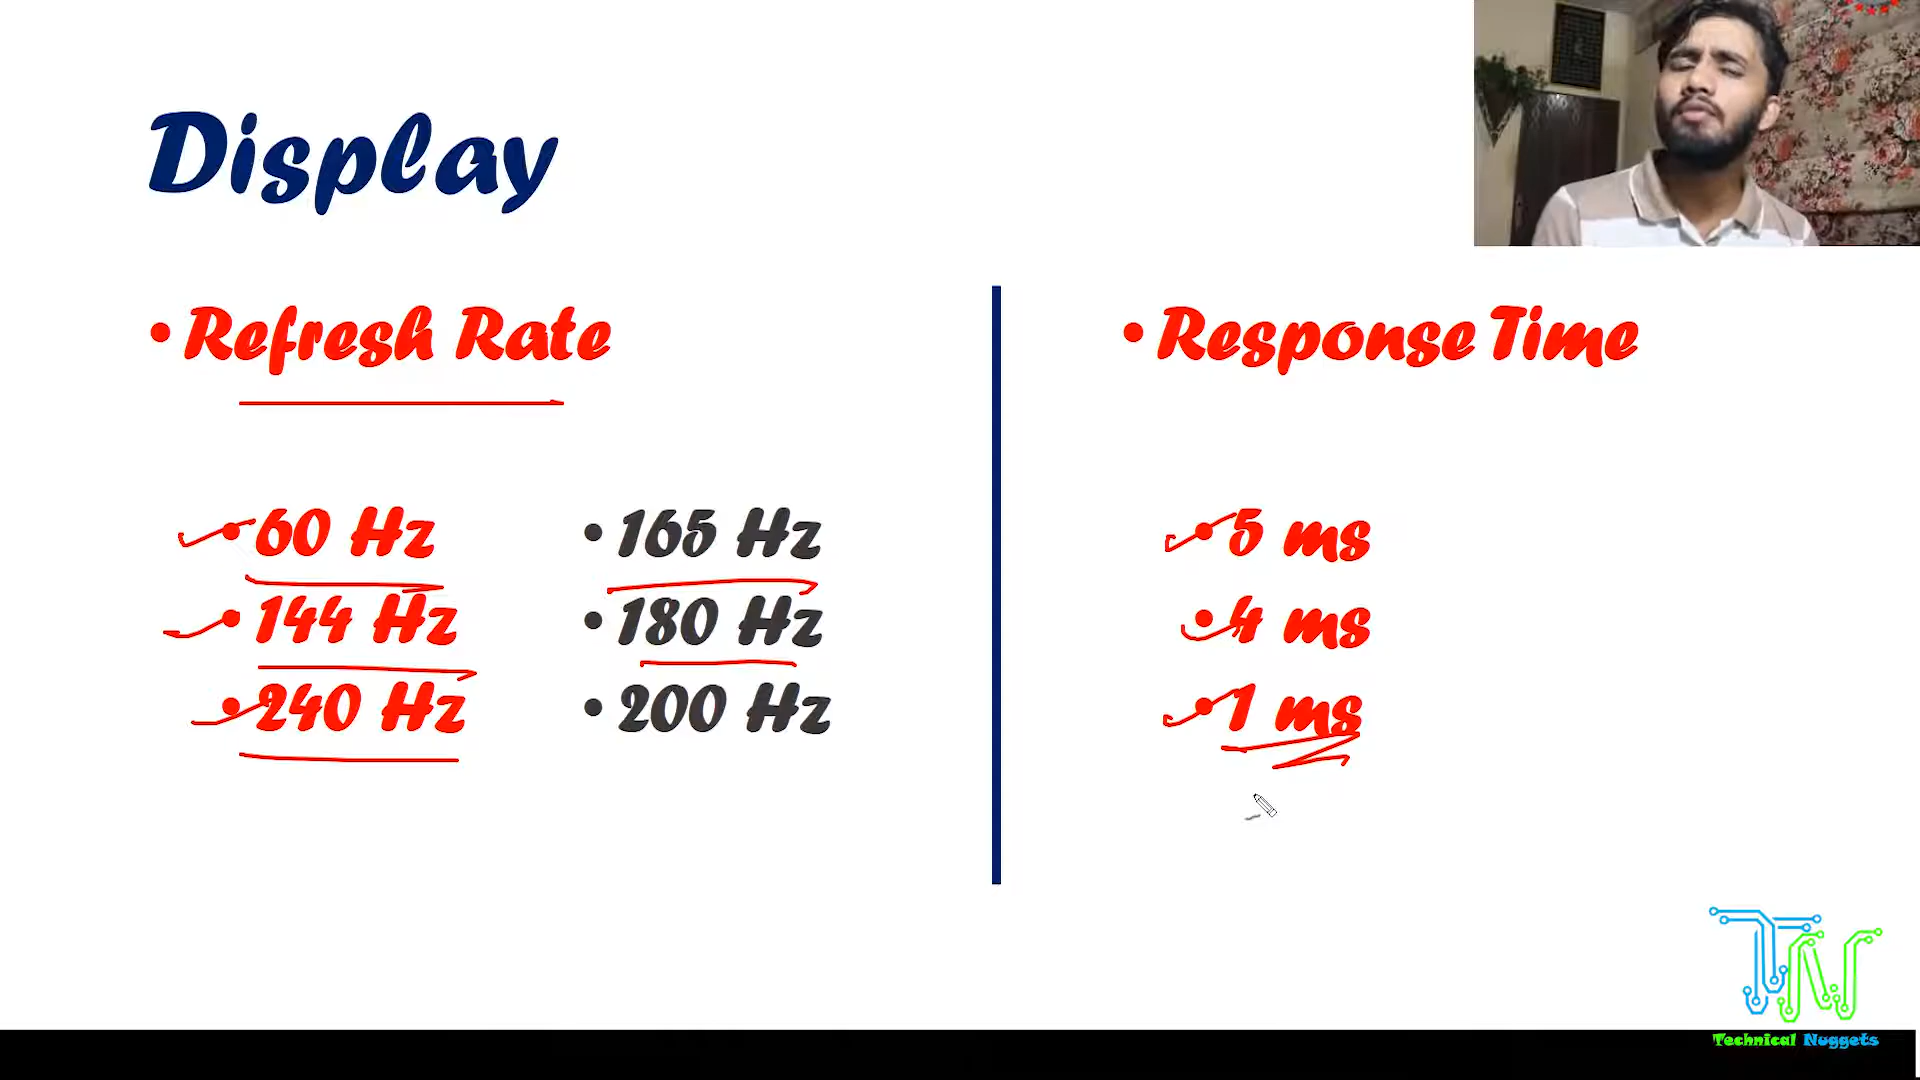 Display
• Refresh Rate
• 60 Hz
• 144 Hz
• 240 Hz
• 165 Hz
• 180 Hz
• 200 Hz
• Response Time
• 5 ms
• 4 ms
• 1 ms
TN
Technical Nuggets